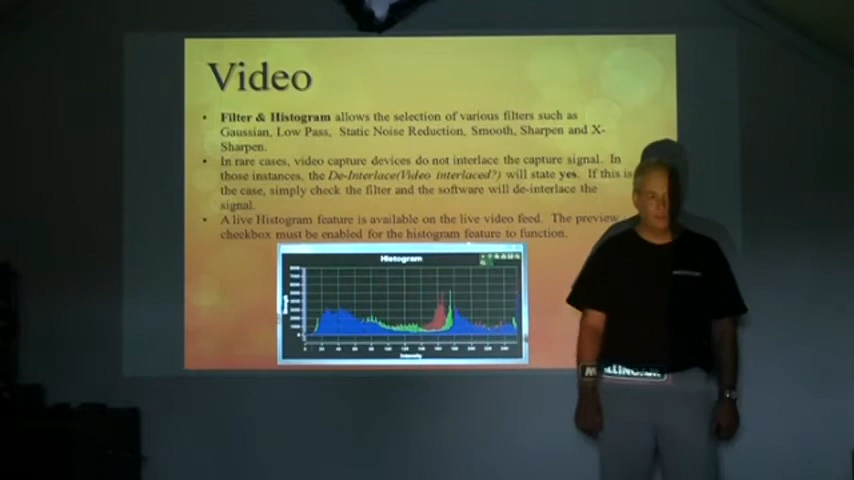 Video
• Filter & Histogram allows the selection of various filters such as
Gaussian, Low Pass, Static Noise Reduction, Smooth, Sharpen and X-
Sharpen.
• In rare cases, video capture devices do not interlace the capture signal. In
those instances, the De-Interlace(Video interlaced?) will state yes. If this is
the case, simply check the filter and the software will de-interlace the
signal.
• A live Histogram feature is available on the live video feed. The preview
checkbox must be enabled for the histogram feature to function.
Histogram
Intensity